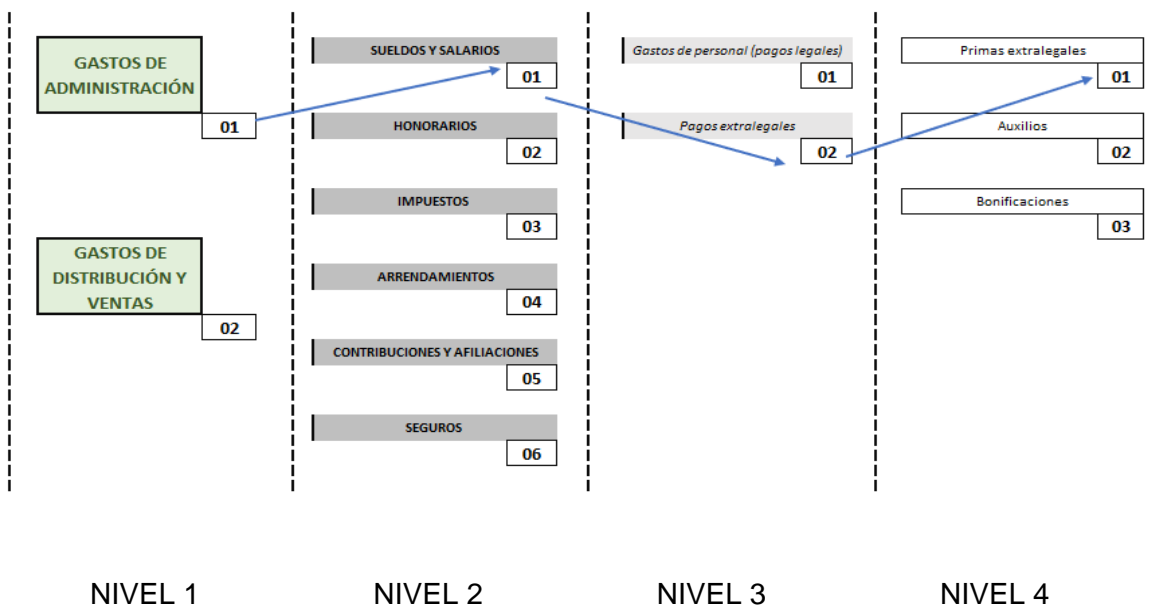 GASTOS DE
ADMINISTRACIÓN
01
GASTOS DE
DISTRIBUCIÓN Y
VENTAS
02
SUELDOS Y SALARIOS
01
HONORARIOS
02
IMPUESTOS
03
ARRENDAMIENTOS
04
CONTRIBUCIONES Y AFILIACIONES
05
SEGUROS
06
Gastos de personal (pagos legales)
01
Pagos extralegales
02
Primas extralegales
01
Auxilios
02
Bonificaciones
03
NIVEL 1
NIVEL 2
NIVEL 3
NIVEL 4